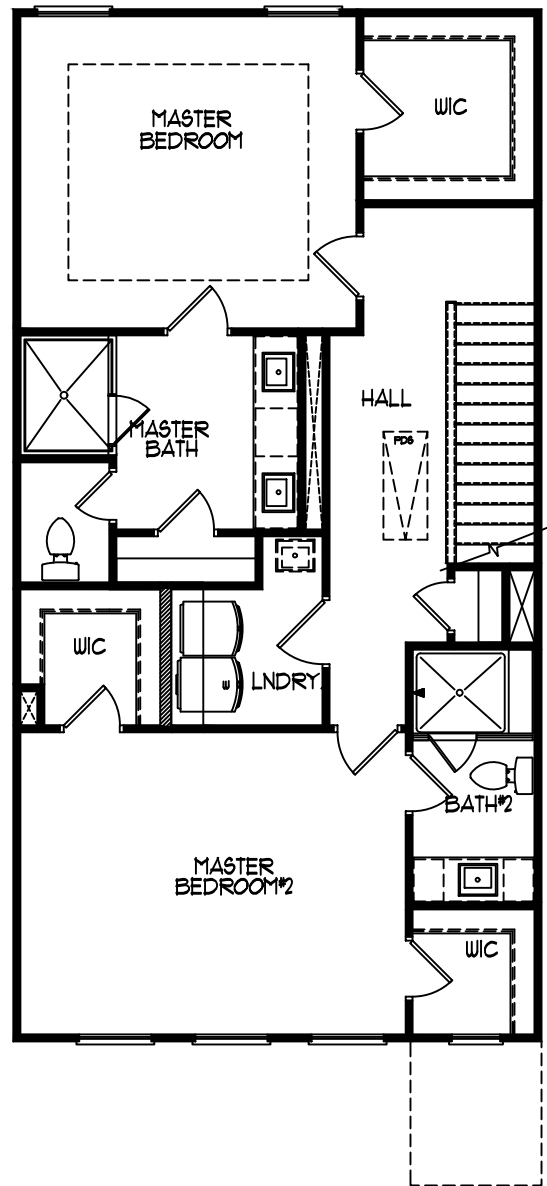 MASTER
BEDROOM
WIC
HALL
PDS
MASTER
BATH
WIC
W
LNDRY.
BATH#2
MASTER
BEDROOM#2
WIC